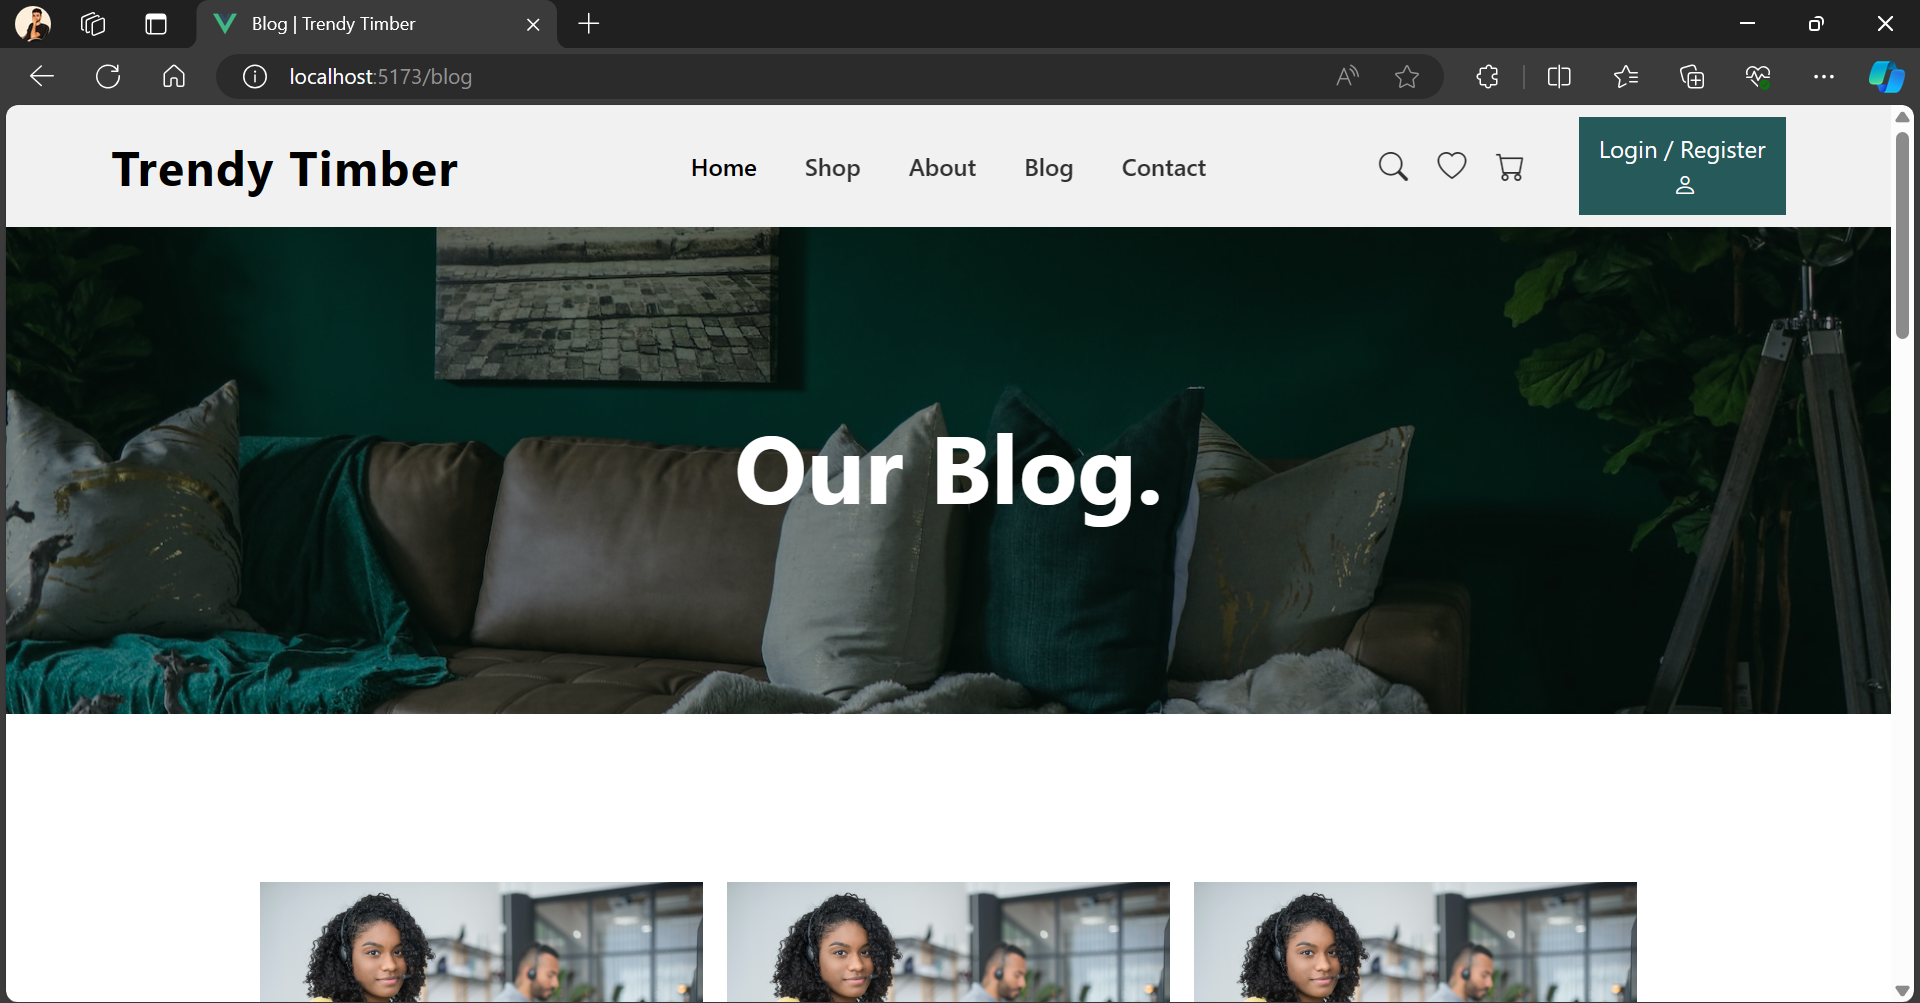 Blog | Trendy Timber
localhost:5173/blog
Trendy Timber
Home
Shop
About
Blog
Contact
Login / Register
Our Blog.